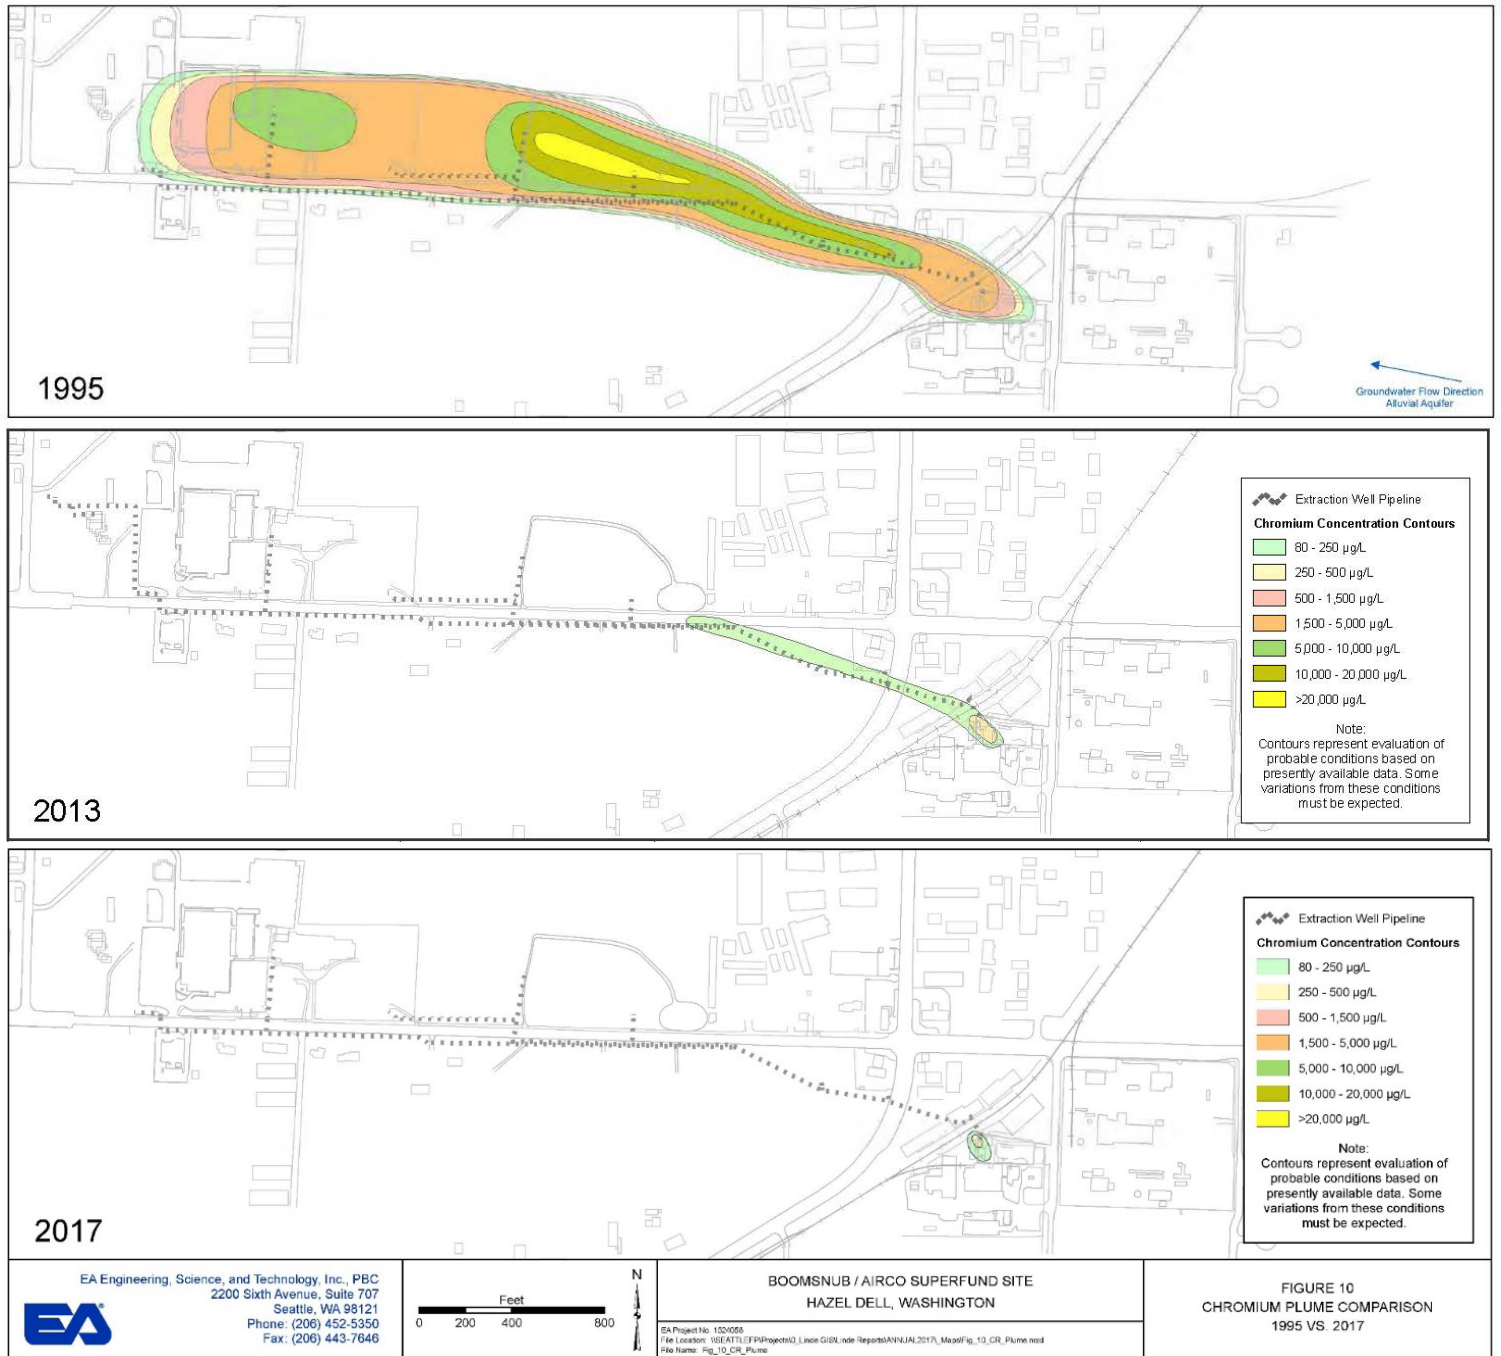 1995
Groundwater Flow Direction
Alluvial Aquifer
2013
Extraction Well Pipeline
Chromium Concentration Contours
80 - 250 µg/L
250 - 500 µg/L
500 - 1,500 µg/L
1,500 - 5,000 µg/L
5,000 - 10,000 µg/L
10,000 - 20,000 µg/L
>20,000 µg/L
Note:
Contours represent evaluation of
probable conditions based on
presently available data. Some
variations from these conditions
must be expected.
2017
Extraction Well Pipeline
Chromium Concentration Contours
80 - 250 µg/L
250 - 500 µg/L
500 - 1,500 µg/L
1,500 - 5,000 µg/L
5,000 - 10,000 µg/L
10,000 - 20,000 µg/L
>20,000 µg/L
Note:
Contours represent evaluation of
probable conditions based on
presently available data. Some
variations from these conditions
must be expected.
EA
EA Engineering, Science, and Technology, Inc., PBC
2200 Sixth Avenue, Suite 707
Seattle, WA 98121
Phone: (206) 452-5350
Fax: (206) 443-7646
Feet
0 200 400 800
N
BOOMSNUB / AIRCO SUPERFUND SITE
HAZEL DELL, WASHINGTON
EA Project No.
File Location:
File Name: Fig_10_CR_Plume
FIGURE 10
CHROMIUM PLUME COMPARISON
1995 VS. 2017